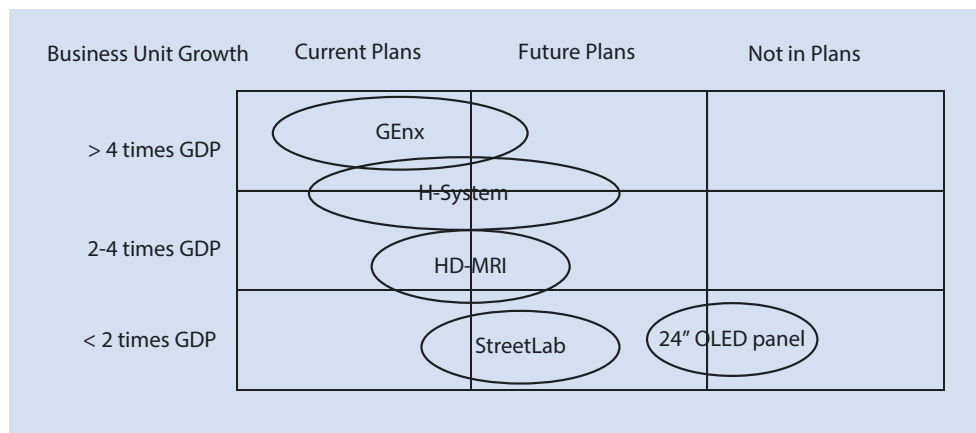 Business Unit Growth Current Plans Future Plans Not in Plans
> 4 times GDP GEnx
H-System
2-4 times GDP HD-MRI
< 2 times GDP StreetLab 24” OLED panel